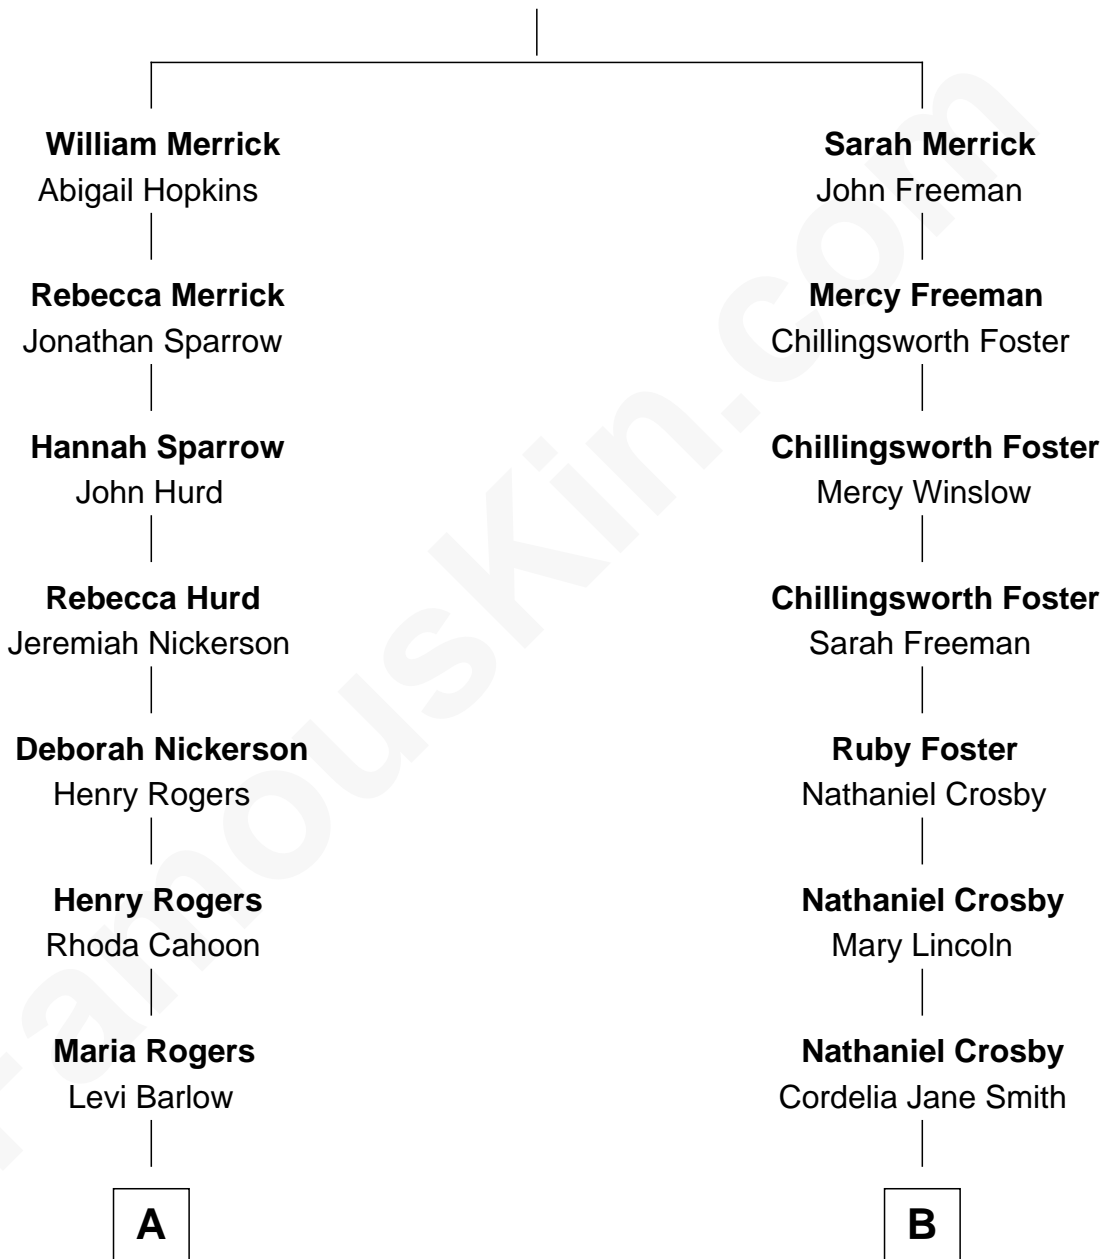 William Merrick
Abigail Hopkins
Rebecca Merrick
Jonathan Sparrow
Hannah Sparrow
John Hurd
Rebecca Hurd
Jeremiah Nickerson
Deborah Nickerson
Henry Rogers
Henry Rogers
Rhoda Cahoon
Maria Rogers
Levi Barlow
A
Sarah Merrick
John Freeman
Mercy Freeman
Chillingsworth Foster
Chillingsworth Foster
Mercy Winslow
Chillingsworth Foster
Sarah Freeman
Ruby Foster
Nathaniel Crosby
Nathaniel Crosby
Mary Lincoln
Nathaniel Crosby
Cordelia Jane Smith
B
FamousKin.com